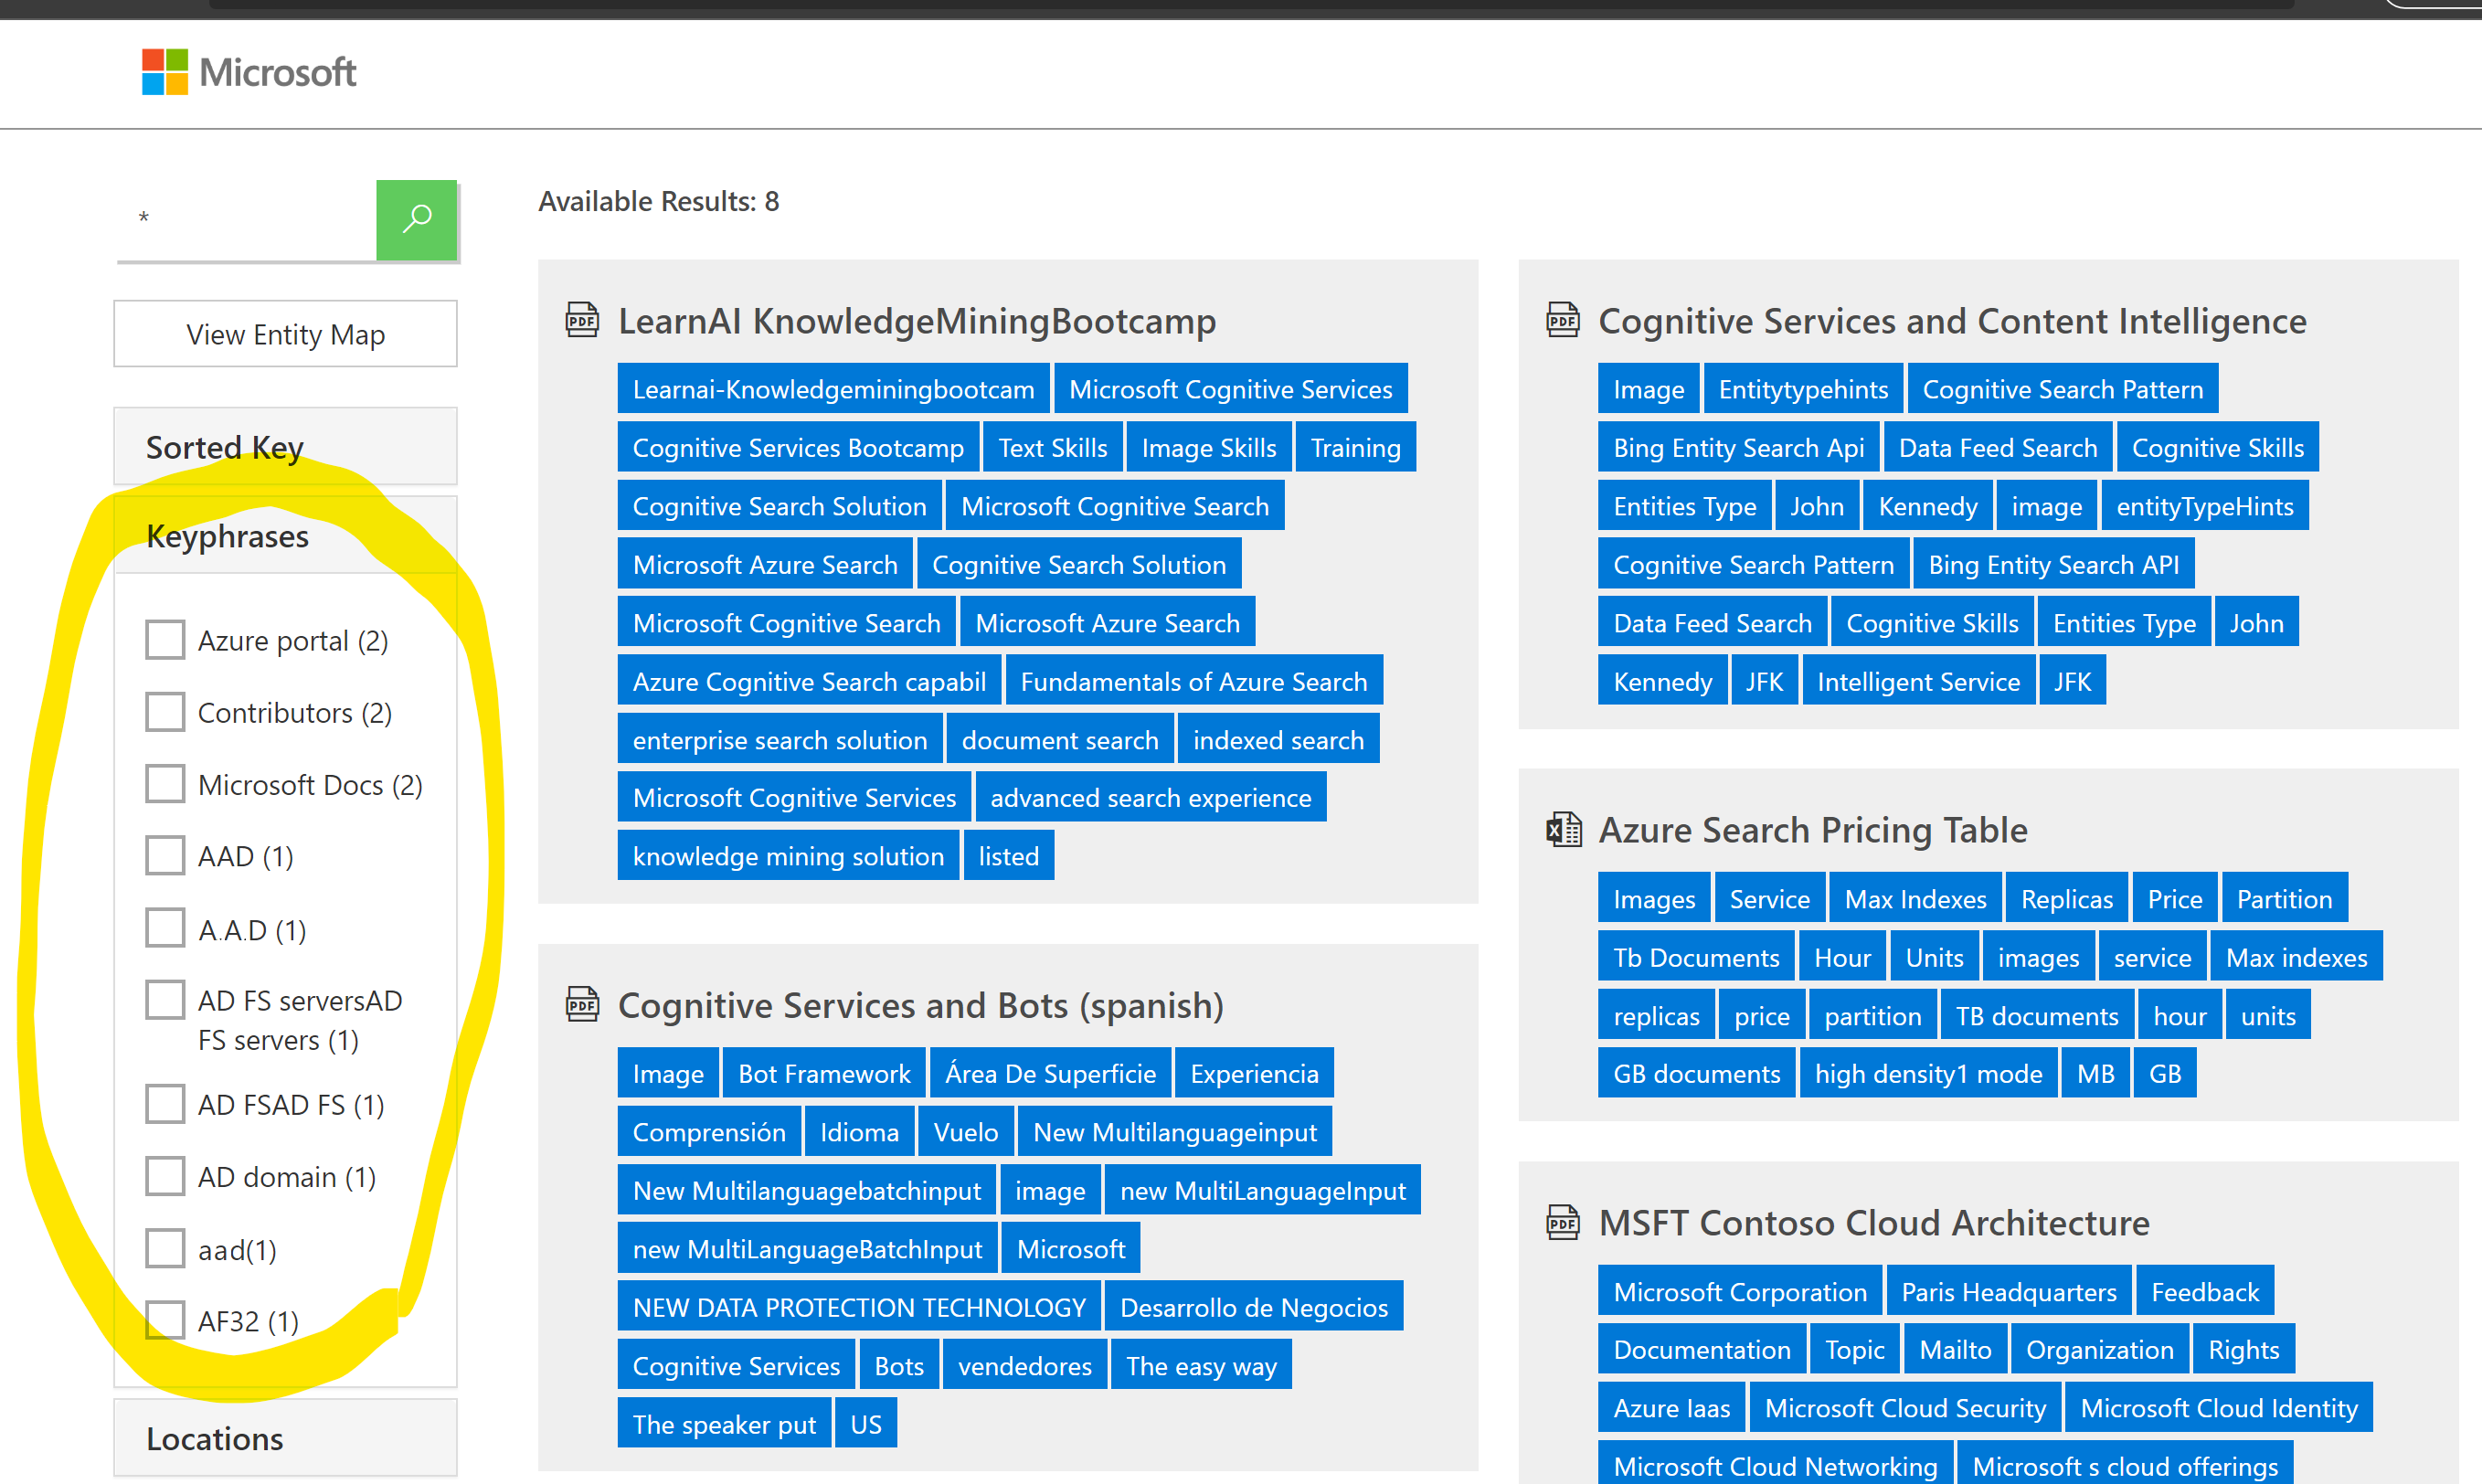 Microsoft
*
View Entity Map
Sorted Key
Keyphrases
Azure portal (2)
Contributors (2)
Microsoft Docs (2)
AAD (1)
A.A.D (1)
AD FS serversAD
FS servers (1)
AD FSAD FS (1)
AD domain (1)
aad(1)
AF32 (1)
Locations
Available Results: 8
PDF LearnAI KnowledgeMiningBootcamp
Learnai-Knowledgeminingbootcam Microsoft Cognitive Services
Cognitive Services Bootcamp Text Skills Image Skills Training
Cognitive Search Solution Microsoft Cognitive Search
Microsoft Azure Search Cognitive Search Solution
Microsoft Cognitive Search Microsoft Azure Search
Azure Cognitive Search capabil Fundamentals of Azure Search
enterprise search solution document search indexed search
Microsoft Cognitive Services advanced search experience
knowledge mining solution listed
PDF Cognitive Services and Bots (spanish)
Image Bot Framework Área De Superficie Experiencia
Comprensión Idioma Vuelo New Multilanguageinput
New Multilanguagebatchinput image new MultiLanguageInput
new MultiLanguageBatchInput Microsoft
NEW DATA PROTECTION TECHNOLOGY Desarrollo de Negocios
Cognitive Services Bots vendedores The easy way
The speaker put US
PDF Cognitive Services and Content Intelligence
Image Entitytypehints Cognitive Search Pattern
Bing Entity Search Api Data Feed Search Cognitive Skills
Entities Type John Kennedy image entityTypeHints
Cognitive Search Pattern Bing Entity Search API
Data Feed Search Cognitive Skills Entities Type John
Kennedy JFK Intelligent Service JFK
X Azure Search Pricing Table
Images Service Max Indexes Replicas Price Partition
Tb Documents Hour Units images service Max indexes
replicas price partition TB documents hour units
GB documents high density1 mode MB GB
PDF MSFT Contoso Cloud Architecture
Microsoft Corporation Paris Headquarters Feedback
Documentation Topic Mailto Organization Rights
Azure Iaas Microsoft Cloud Security Microsoft Cloud Identity
Microsoft Cloud Networking Microsoft s cloud offerings